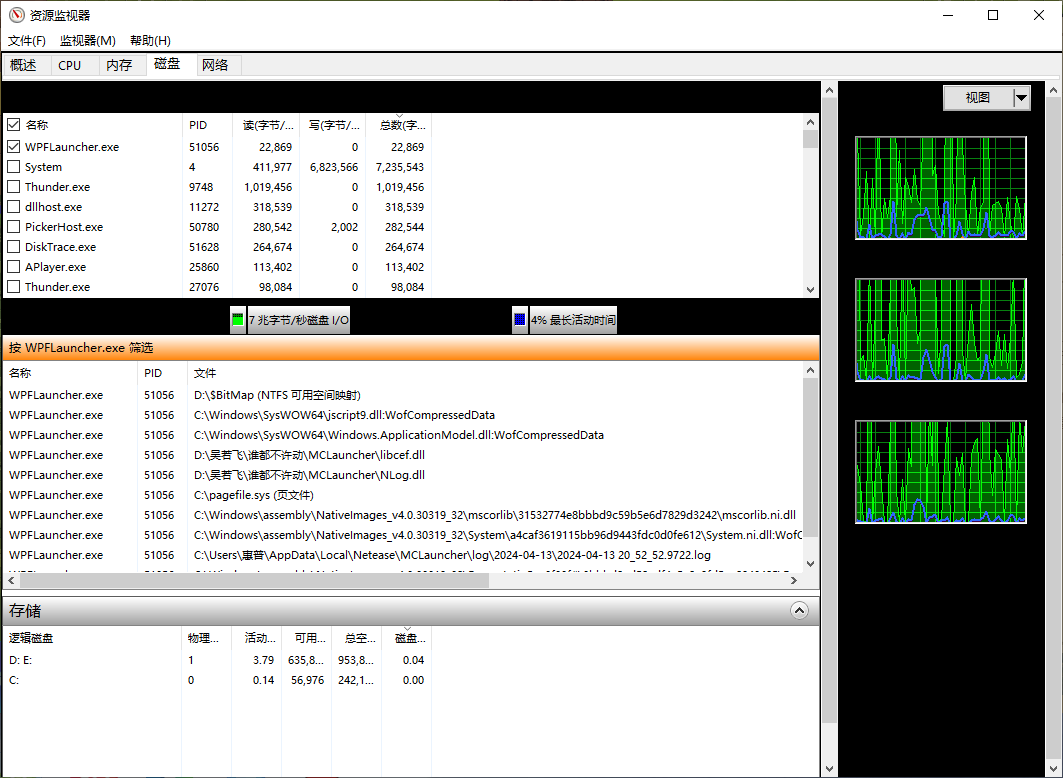 资源监视器
文件(F) 监视器(M) 帮助(H)
概述 CPU 内存 磁盘 网络
视图
名称 PID 读(字节/... 写(字节/... 总数(字...
WPFLauncher.exe 51056 22,869 0 22,869
System 4 411,977 6,823,566 7,235,543
Thunder.exe 9748 1,019,456 0 1,019,456
dllhost.exe 11272 318,539 0 318,539
PickerHost.exe 50780 280,542 2,002 282,544
DiskTrace.exe 51628 264,674 0 264,674
APlayer.exe 25860 113,402 0 113,402
Thunder.exe 27076 98,084 0 98,084
7 兆字节/秒磁盘 I/O 4% 最长活动时间
按 WPFLauncher.exe 筛选
名称 PID 文件
WPFLauncher.exe 51056 D:\$BitMap (NTFS 可用空间映射)
WPFLauncher.exe 51056 C:\Windows\SysWOW64\jscript9.dll:WofCompressedData
WPFLauncher.exe 51056 C:\Windows\SysWOW64\Windows.ApplicationModel.dll:WofCompressedData
WPFLauncher.exe 51056 D:\吴若飞\谁都不许动\MCLauncher\libcef.dll
WPFLauncher.exe 51056 D:\吴若飞\谁都不许动\MCLauncher\NLog.dll
WPFLauncher.exe 51056 C:\pagefile.sys (页文件)
WPFLauncher.exe 51056 C:\Windows\assembly\NativeImages_v4.0.30319_32\mscorlib\31532774e8bbbd9c59b5e6d7829d3242\mscorlib.ni.dll
WPFLauncher.exe 51056 C:\Windows\assembly\NativeImages_v4.0.30319_32\System\a4caf3619115bb96d9443fdc0d0fe612\System.ni.dll:WofC
WPFLauncher.exe 51056 C:\Users\惠普\AppData\Local\Netease\MCLauncher\log\2024-04-13\2024-04-13 20_52_52.9722.log
存储
逻辑磁盘 物理... 活动... 可用... 总空... 磁盘...
D: E: 1 3.79 635,8... 953,8... 0.04
C: 0 0.14 56,976 242,1... 0.00